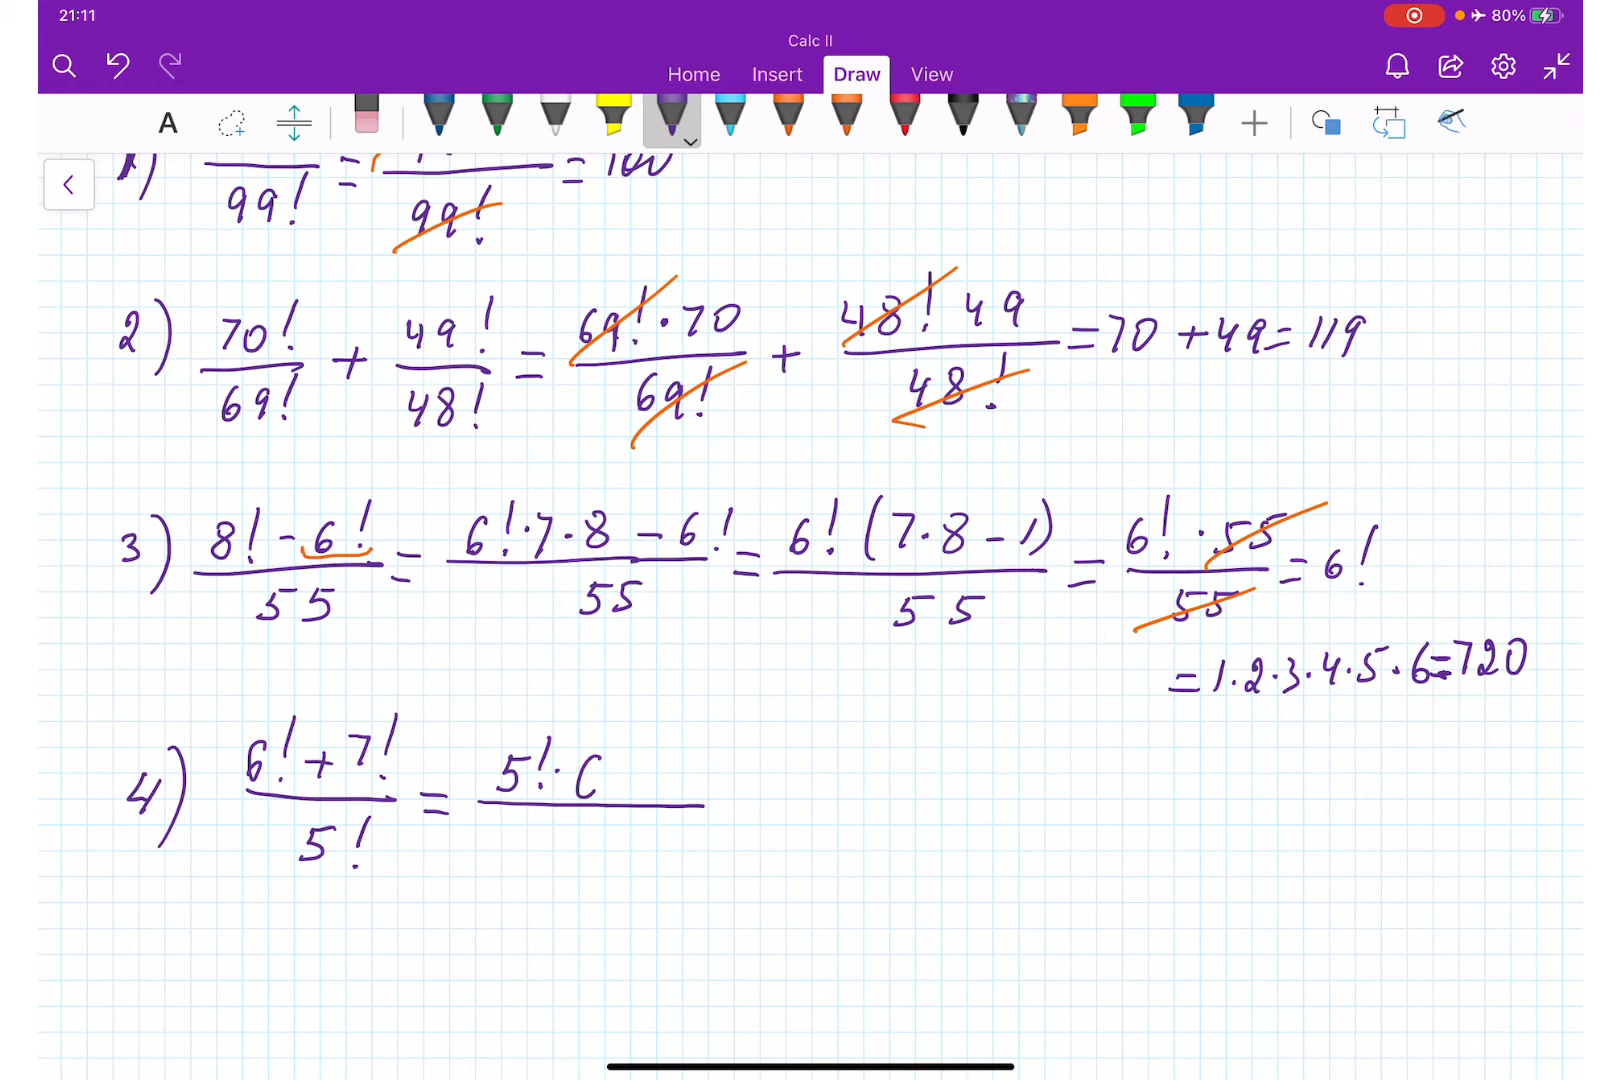 21:11
80%
Calc II
Home Insert Draw View
A
1) 99! = 99! = 100
2) 70!/69! + 49!/48! = 69!·70/69! + 48! 49/48! = 70 + 49 = 119
3) 8! - 6!/55 = 6!·7·8 - 6!/55 = 6!(7·8 - 1)/55 = 6!·55/55 = 6!
= 1·2·3·4·5·6 = 720
4) 6! + 7!/5! = 5!·